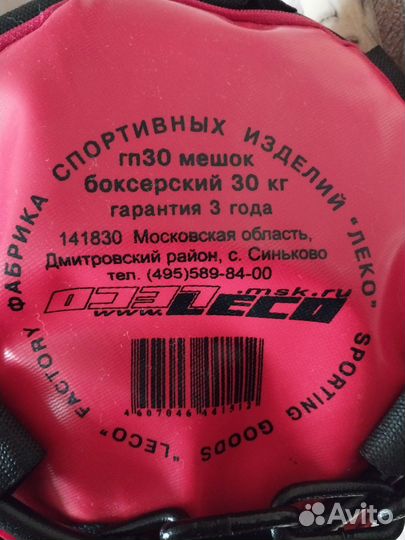 ФАБРИКА СПОРТИВНЫХ ИЗДЕЛИЙ "ЛЕКО"
гп30 мешок
боксерский 30 кг
гарантия 3 года
141830 Московская область,
Дмитровский район, с. Синьково
тел. (495)589-84-00
www.LECO.msk.ru
"LECO" FACTORY SPORTING GOODS
Avito